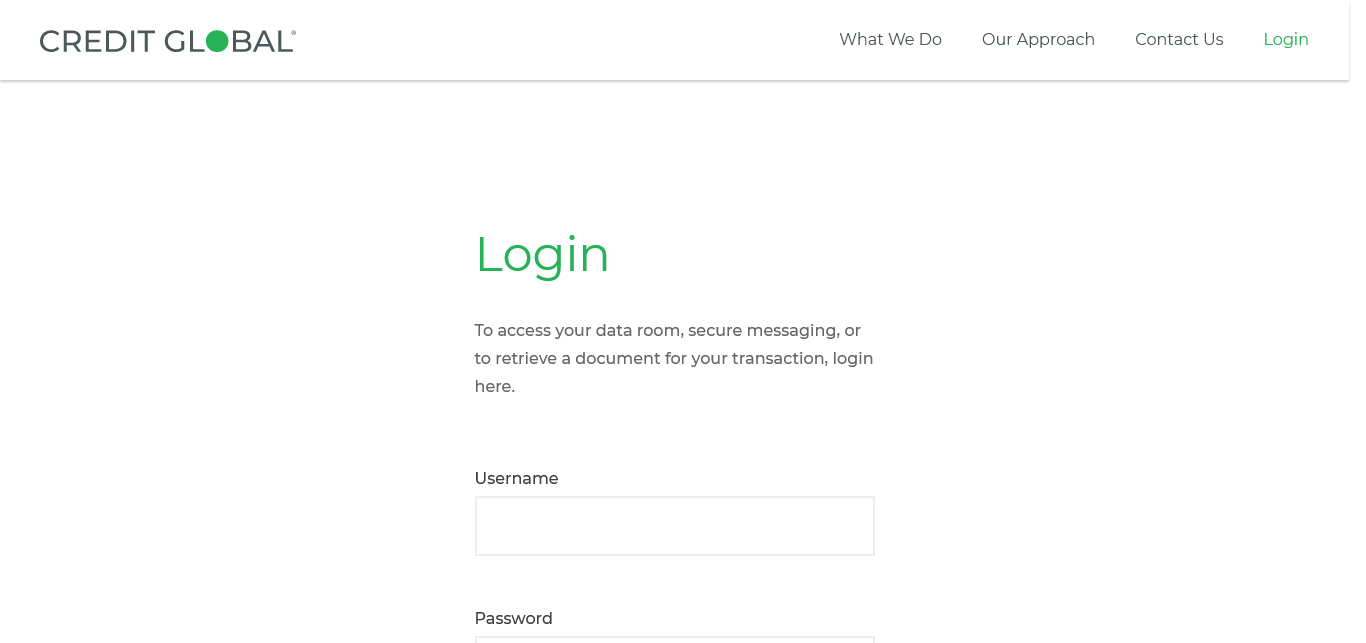 CREDIT GLOBAL®
What We Do
Our Approach
Contact Us
Login
Login
To access your data room, secure messaging, or
to retrieve a document for your transaction, login
here.
Username
Password